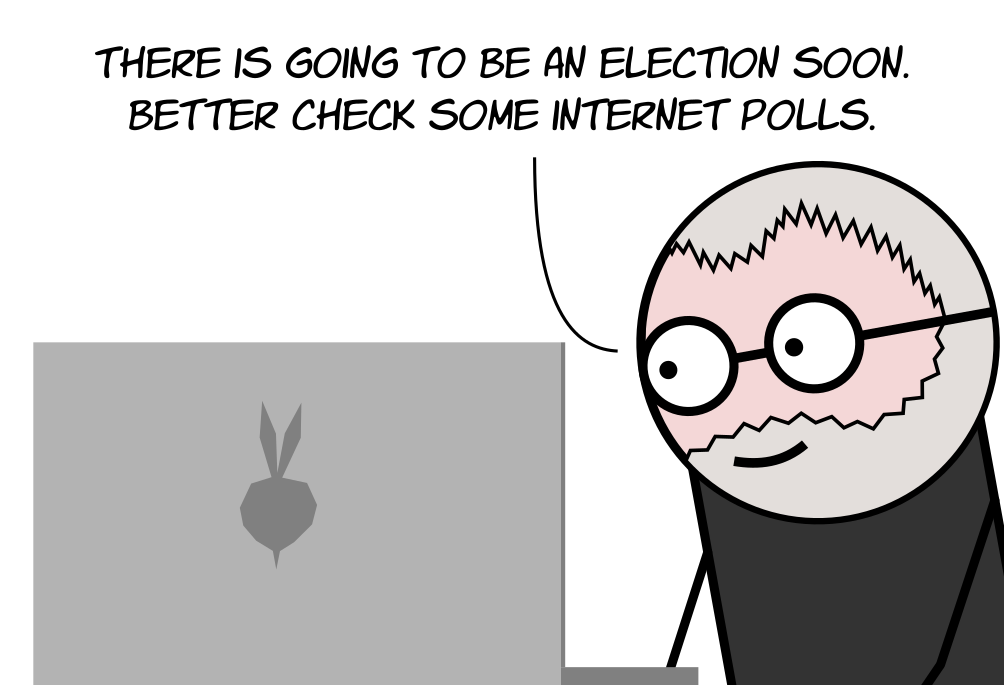 THERE IS GOING TO BE AN ELECTION SOON.
BETTER CHECK SOME INTERNET POLLS.